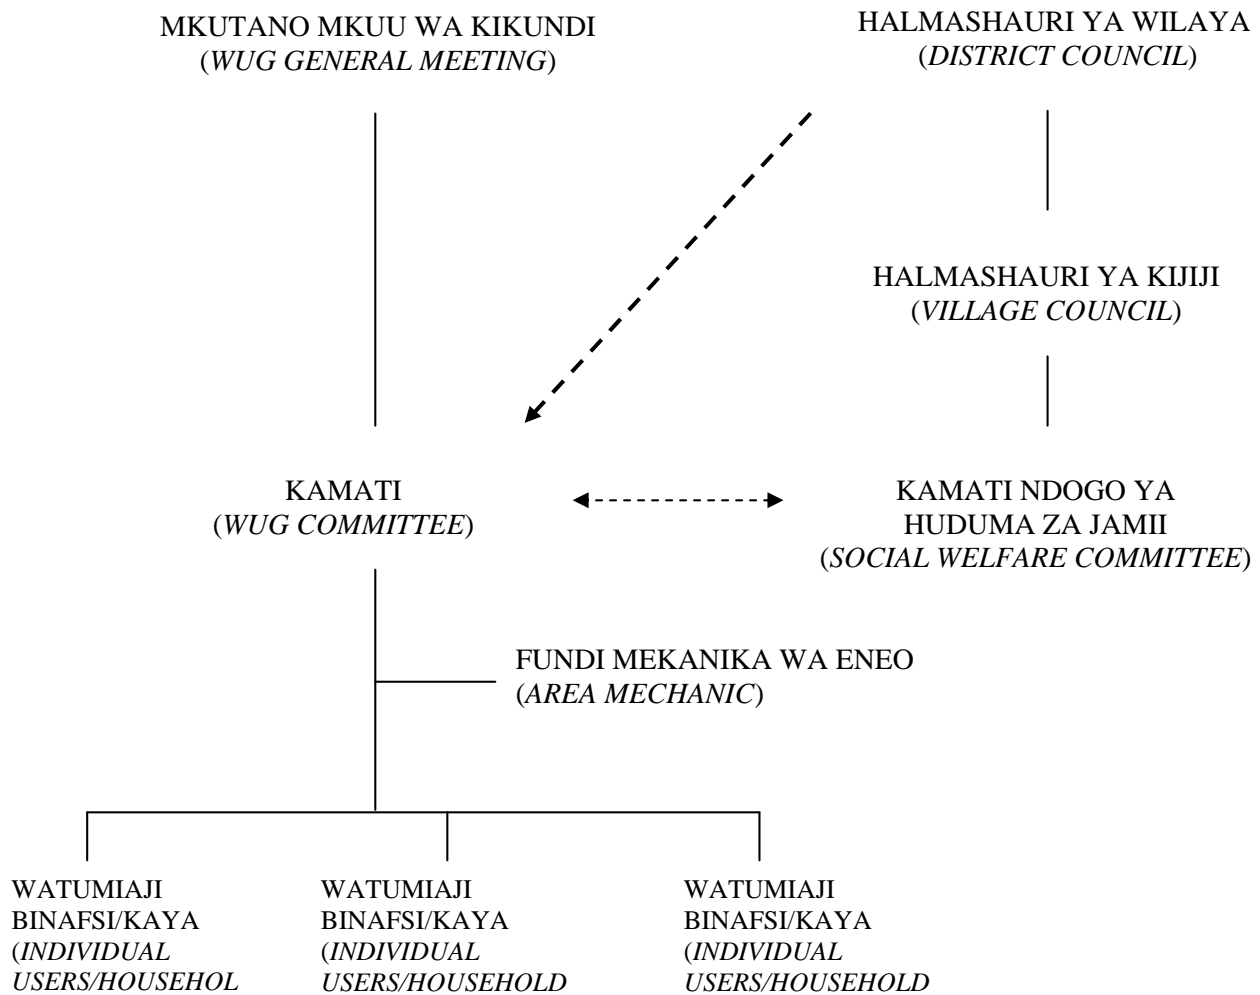 MKUTANO MKUU WA KIKUNDI
(WUG GENERAL MEETING)
HALMASHAURI YA WILAYA
(DISTRICT COUNCIL)
HALMASHAURI YA KIJIJI
(VILLAGE COUNCIL)
KAMATI
(WUG COMMITTEE)
KAMATI NDOGO YA
HUDUMA ZA JAMII
(SOCIAL WELFARE COMMITTEE)
FUNDI MEKANIKA WA ENEO
(AREA MECHANIC)
WATUMIAJI
BINAFSI/KAYA
(INDIVIDUAL
USERS/HOUSEHOL
WATUMIAJI
BINAFSI/KAYA
(INDIVIDUAL
USERS/HOUSEHOLD
WATUMIAJI
BINAFSI/KAYA
(INDIVIDUAL
USERS/HOUSEHOLD